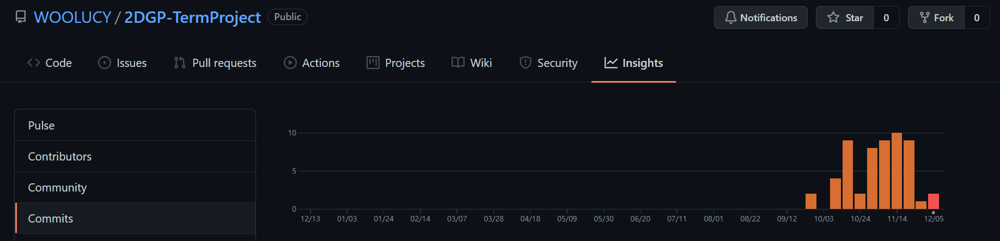 WOOLUCY / 2DGP-TermProject Public Notifications Star 0 Fork 0
Code Issues Pull requests Actions Projects Wiki Security Insights
Pulse
Contributors
Community
Commits
10
5
0
12/13 01/03 01/24 02/14 03/07 03/28 04/18 05/09 05/30 06/20 07/11 08/01 08/22 09/12 10/03 10/24 11/14 12/05